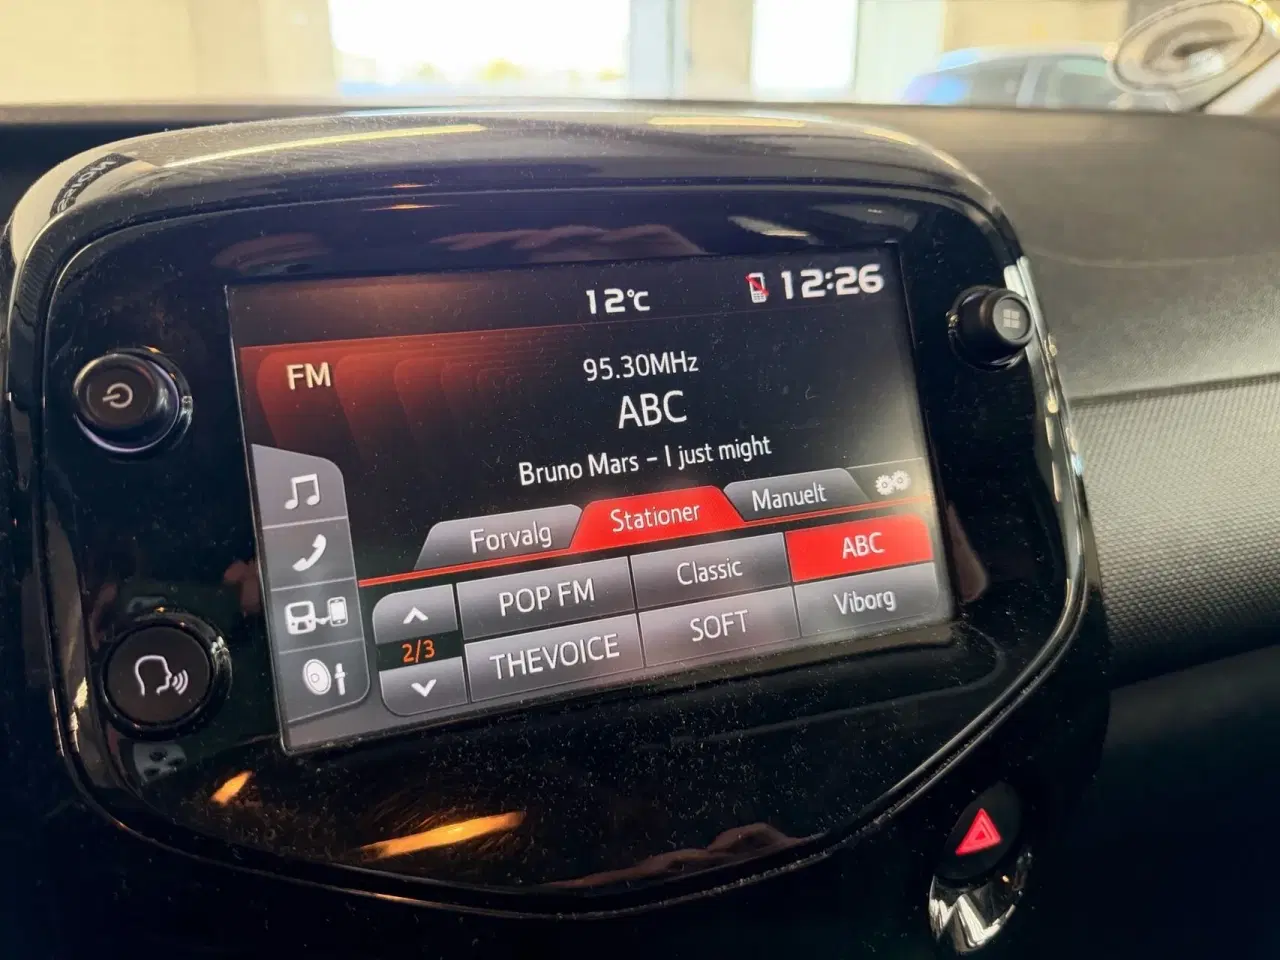 12°C
12:26
FM
95.30MHz
ABC
Bruno Mars - I just might
Forvalg
Stationer
Manuelt
POP FM
Classic
ABC
2/3
THEVOICE
SOFT
Viborg